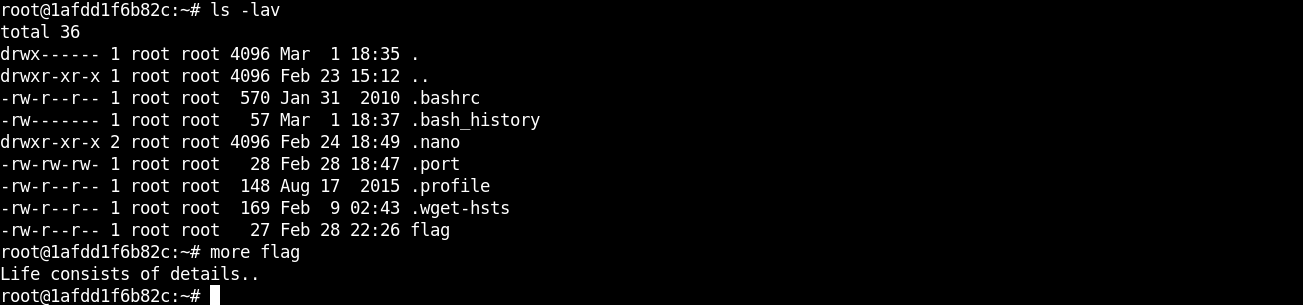 root@1afdd1f6b82c:~# ls -lav
total 36
drwx------ 1 root root 4096 Mar  1 18:35 .
drwxr-xr-x 1 root root 4096 Feb 23 15:12 ..
-rw-r--r-- 1 root root  570 Jan 31  2010 .bashrc
-rw------- 1 root root   57 Mar  1 18:37 .bash_history
drwxr-xr-x 2 root root 4096 Feb 24 18:49 .nano
-rw-rw-rw- 1 root root   28 Feb 28 18:47 .port
-rw-r--r-- 1 root root  148 Aug 17  2015 .profile
-rw-r--r-- 1 root root  169 Feb  9 02:43 .wget-hsts
-rw-r--r-- 1 root root   27 Feb 28 22:26 flag
root@1afdd1f6b82c:~# more flag
Life consists of details..
root@1afdd1f6b82c:~#